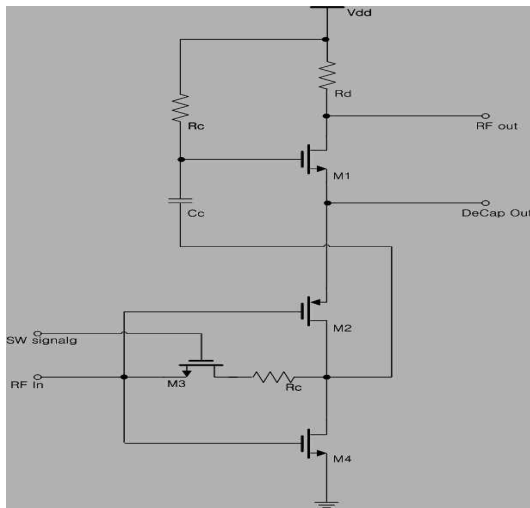 Vdd
Rd
Rc
RF out
M1
DeCap Out
Cc
M2
SW signalg
M3
Rc
RF In
M4